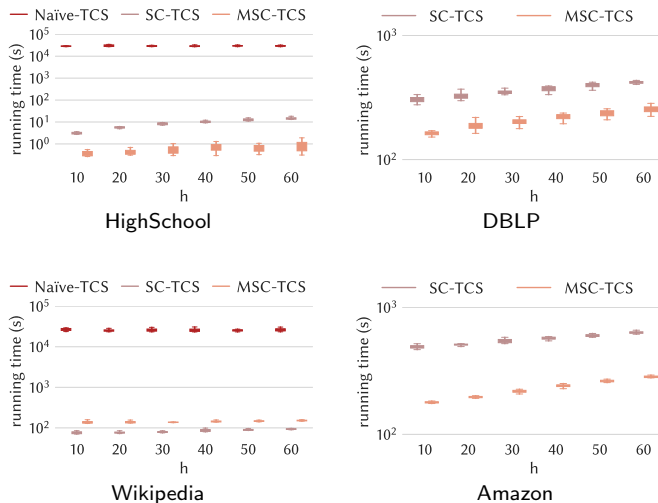 Naïve-TCS SC-TCS MSC-TCS
10^5
10^4
10^3
10^2
10^1
10^0
running time (s)
10 20 30 40 50 60
h
HighSchool
SC-TCS MSC-TCS
10^3
10^2
running time (s)
10 20 30 40 50 60
h
DBLP
Naïve-TCS SC-TCS MSC-TCS
10^5
10^4
10^3
10^2
running time (s)
10 20 30 40 50 60
h
Wikipedia
SC-TCS MSC-TCS
10^3
10^2
running time (s)
10 20 30 40 50 60
h
Amazon